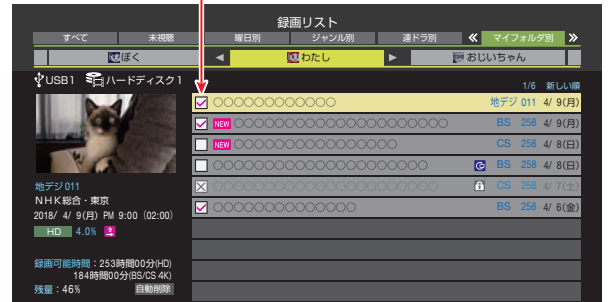 録画リスト
すべて 未視聴 曜日別 ジャンル別 連ドラ別 マイフォルダ別
ぼく わたし おじいちゃん
USB1 ハードディスク1
1/6 新しい順
○○○○○○○○○○○○ 地デジ 011 4/ 9(月)
NEW ○○○○○○○○○○○○○○○○○○○○○ BS 258 4/ 9(月)
NEW ○○○○○○○○○○○○○○○○ CS 258 4/ 8(日)
○○○○○○○○○○○○○○○○○○○○○ BS 258 4/ 8(日)
○○○○○○○○○○○○○○○○○○○○○○ CS 258 4/ 7(土)
○○○○○○○○○○○○○○ BS 258 4/ 6(金)
地デジ011
NHK総合・東京
2018/ 4/ 9(月) PM 9:00 (02:00)
HD 4.0%
録画可能時間：253時間00分(HD)
184時間00分(BS/CS 4K)
残量：46% 自動削除